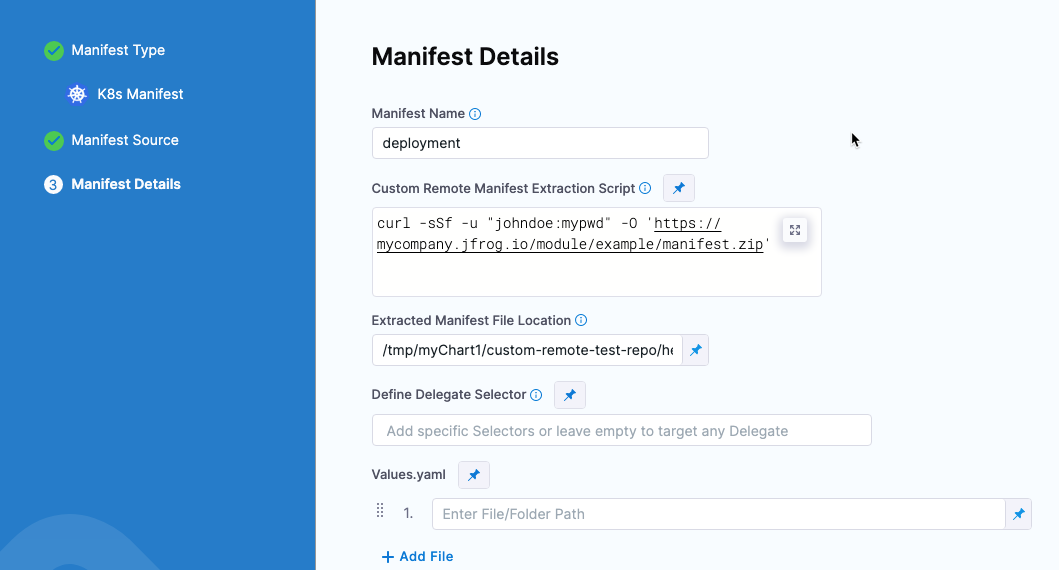 Manifest Type
K8s Manifest
Manifest Source
3 Manifest Details
Manifest Details
Manifest Name
deployment
Custom Remote Manifest Extraction Script
curl -sSf -u "johndoe:mypwd" -O 'https://
mycompany.jfrog.io/module/example/manifest.zip'
Extracted Manifest File Location
/tmp/myChart1/custom-remote-test-repo/he
Define Delegate Selector
Add specific Selectors or leave empty to target any Delegate
Values.yaml
1. Enter File/Folder Path
+ Add File